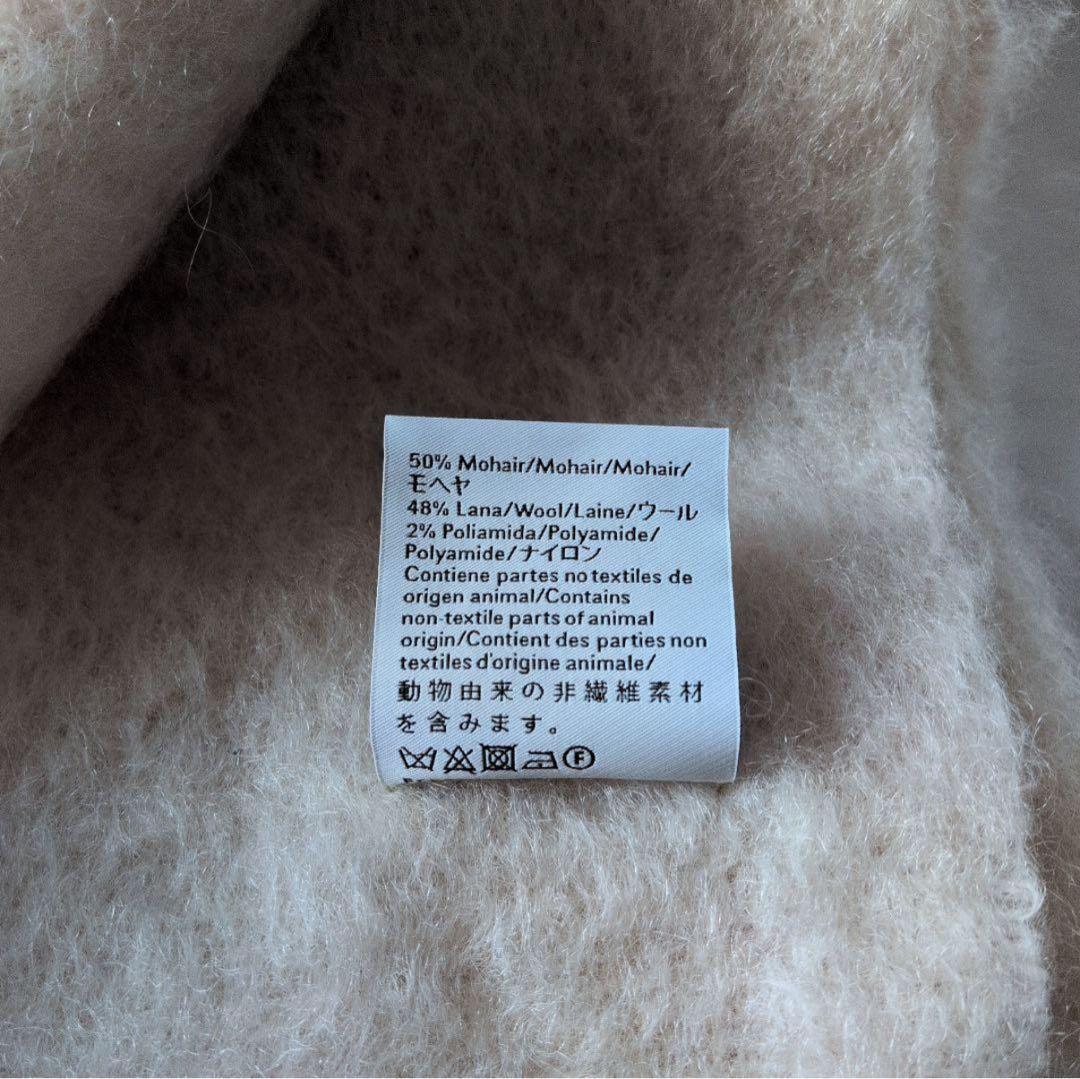 50% Mohair/Mohair/Mohair/
モヘヤ
48% Lana/Wool/Laine/ウール
2% Poliamida/Polyamide/
Polyamide/ナイロン
Contiene partes no textiles de
origen animal/Contains
non-textile parts of animal
origin/Contient des parties non
textiles d'origine animale/
動物由来の非繊維素材
を含みます。
F